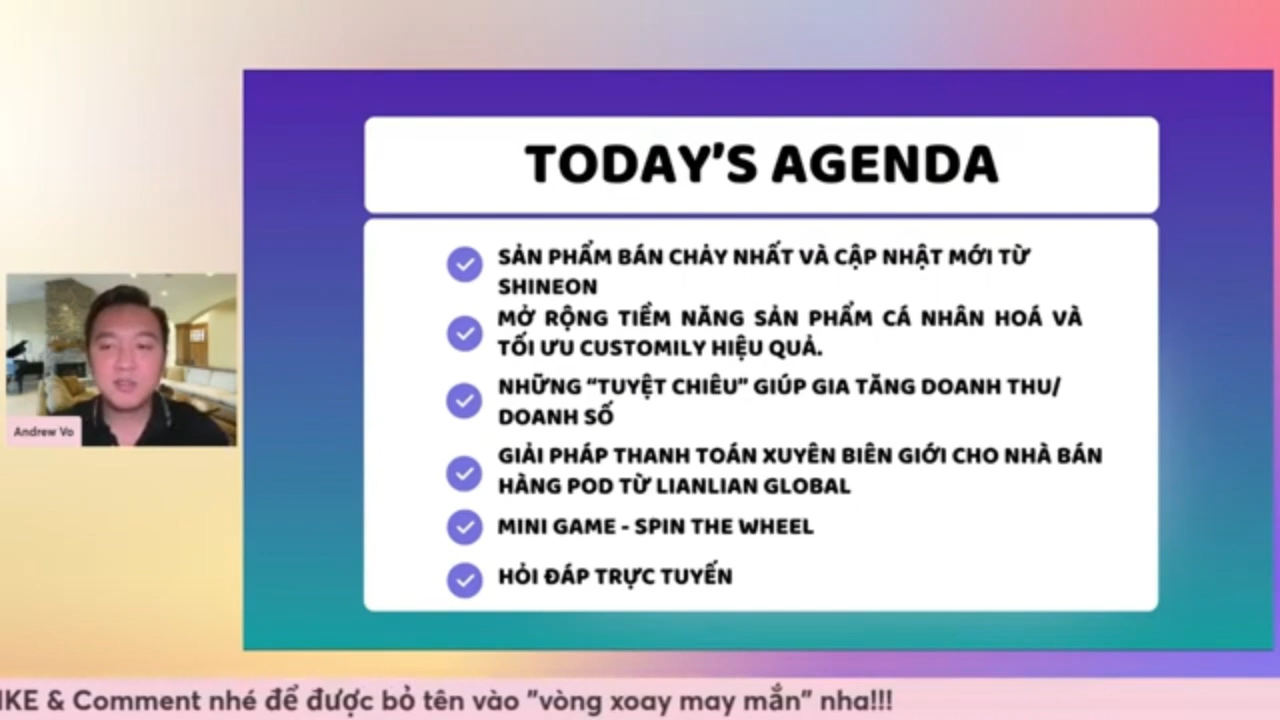 TODAY'S AGENDA
SẢN PHẨM BÁN CHẠY NHẤT VÀ CẬP NHẬT MỚI TỪ
SHINEON
MỞ RỘNG TIỀM NĂNG SẢN PHẨM CÁ NHÂN HOÁ VÀ
TỐI ƯU CUSTOMILY HIỆU QUẢ.
NHỮNG "TUYỆT CHIÊU" GIÚP GIA TĂNG DOANH THU/
DOANH SỐ
GIẢI PHÁP THANH TOÁN XUYÊN BIÊN GIỚI CHO NHÀ BÁN
HÀNG POD TỪ LIANLIAN GLOBAL
MINI GAME - SPIN THE WHEEL
HỎI ĐÁP TRỰC TUYẾN
Andrew Vo
IKE & Comment nhé để được bỏ tên vào "vòng xoay may mắn" nha!!!